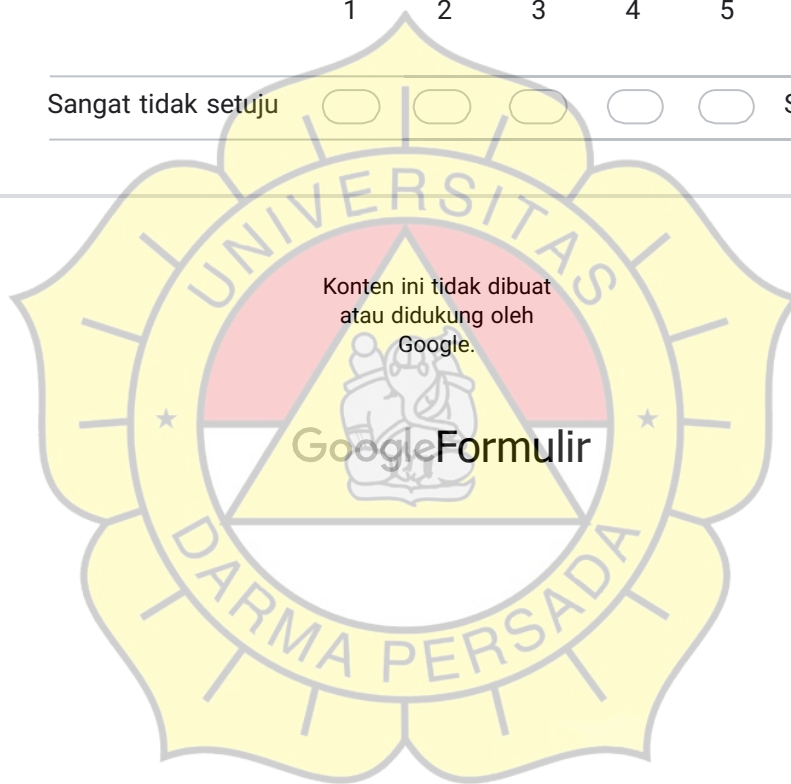 1 2 3 4 5
Sangat tidak setuju
Konten ini tidak dibuat
atau didukung oleh
Google.
Google Formulir
UNIVERSITAS
DARMA PERSADA